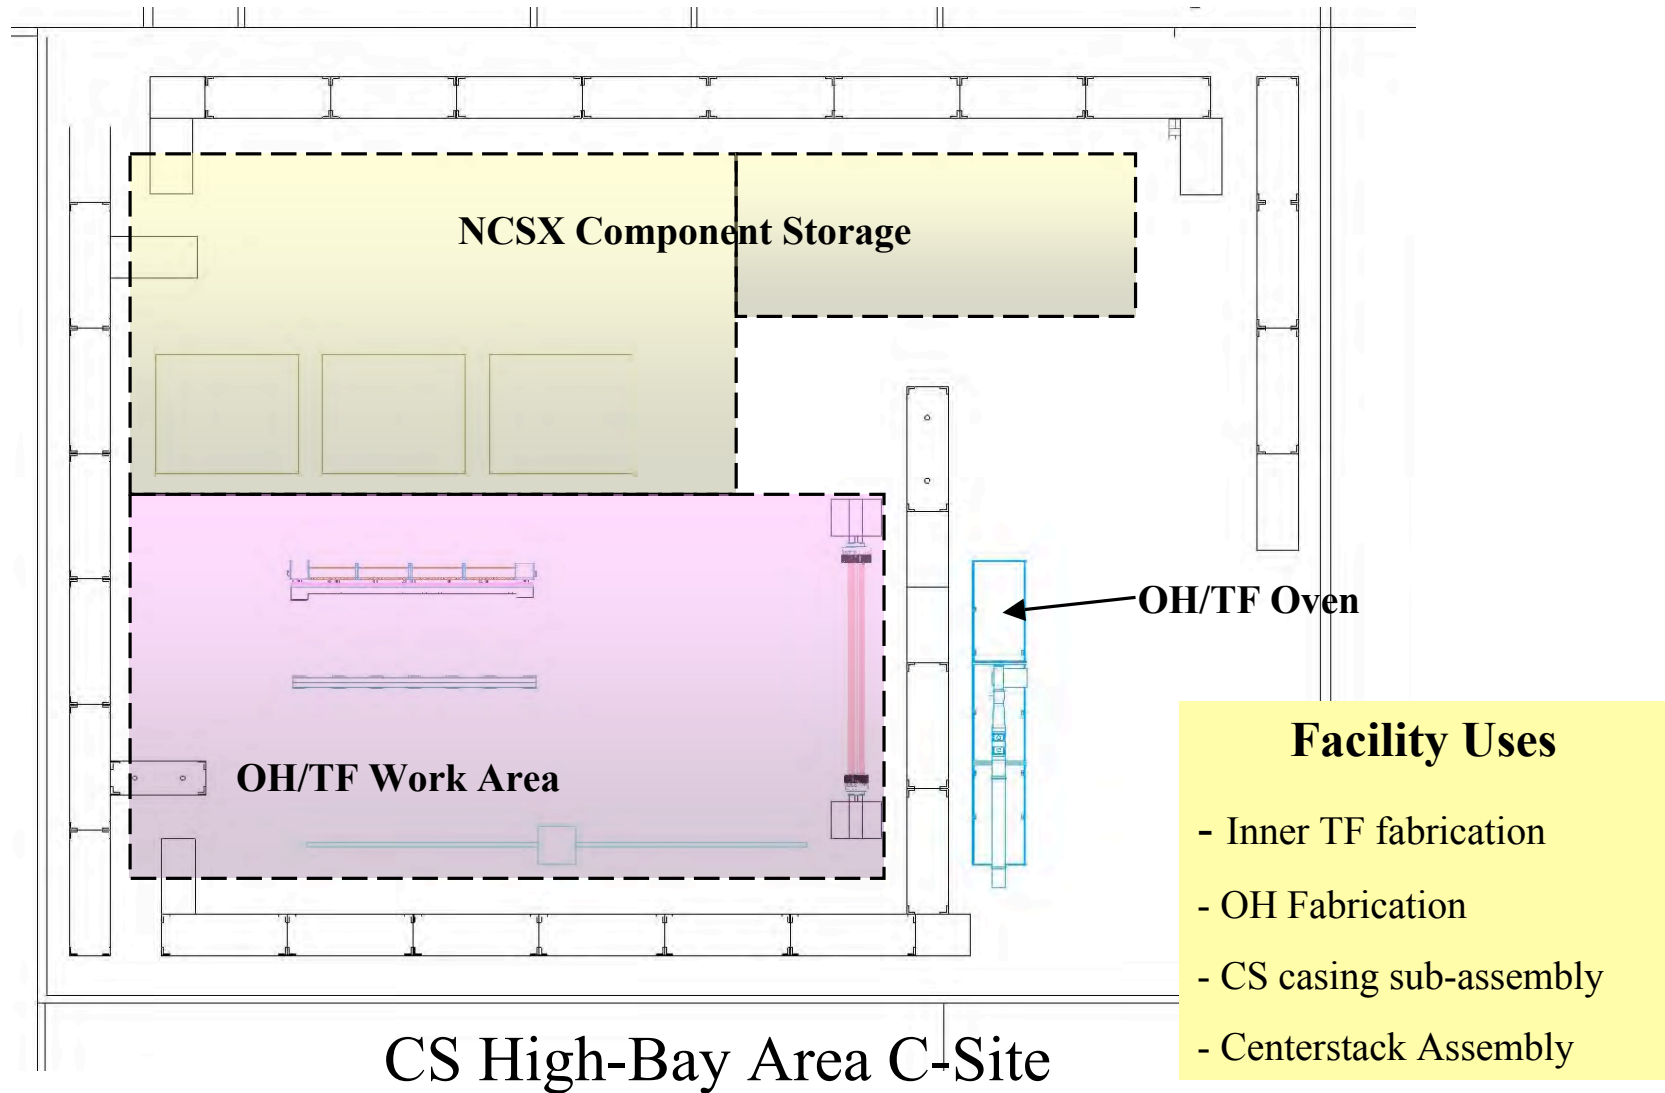 NCSX Component Storage
OH/TF Oven
OH/TF Work Area
Facility Uses
- Inner TF fabrication
- OH Fabrication
- CS casing sub-assembly
- Centerstack Assembly
CS High-Bay Area C-Site